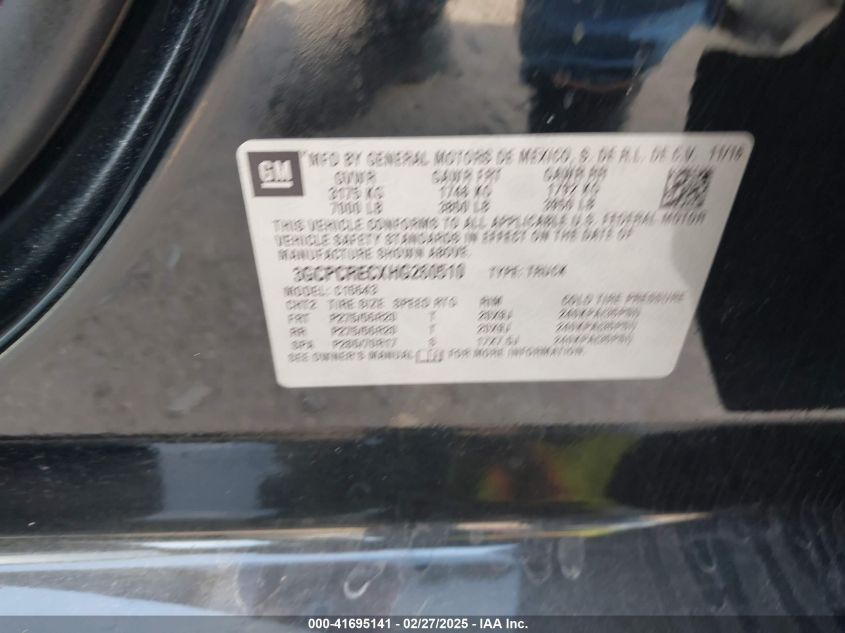 GM
MFD BY GENERAL MOTORS DE MEXICO, S. DE R.L. DE C.V. 11/16
GVWR GAWR FRT GAWR RR
3175 KG 1746 KG 1792 KG
7000 LB 3850 LB 3950 LB
THIS VEHICLE CONFORMS TO ALL APPLICABLE U.S. FEDERAL MOTOR
VEHICLE SAFETY STANDARDS IN EFFECT ON THE DATE OF
MANUFACTURE SHOWN ABOVE.
TYPE: TRUCK
MODEL: C15543
TIRE SIZE SPEED RTG RIM COLD TIRE PRESSURE
FRT P275/55R20 T 20X9J 240KPA(35PSI)
RR P275/55R20 T 20X9J 240KPA(35PSI)
SPA P265/70R17 S 240KPA(35PSI)
SEE OWNER'S MANUAL FOR MORE INFORMATION.
000-41695141 - 02/27/2025 - IAA Inc.